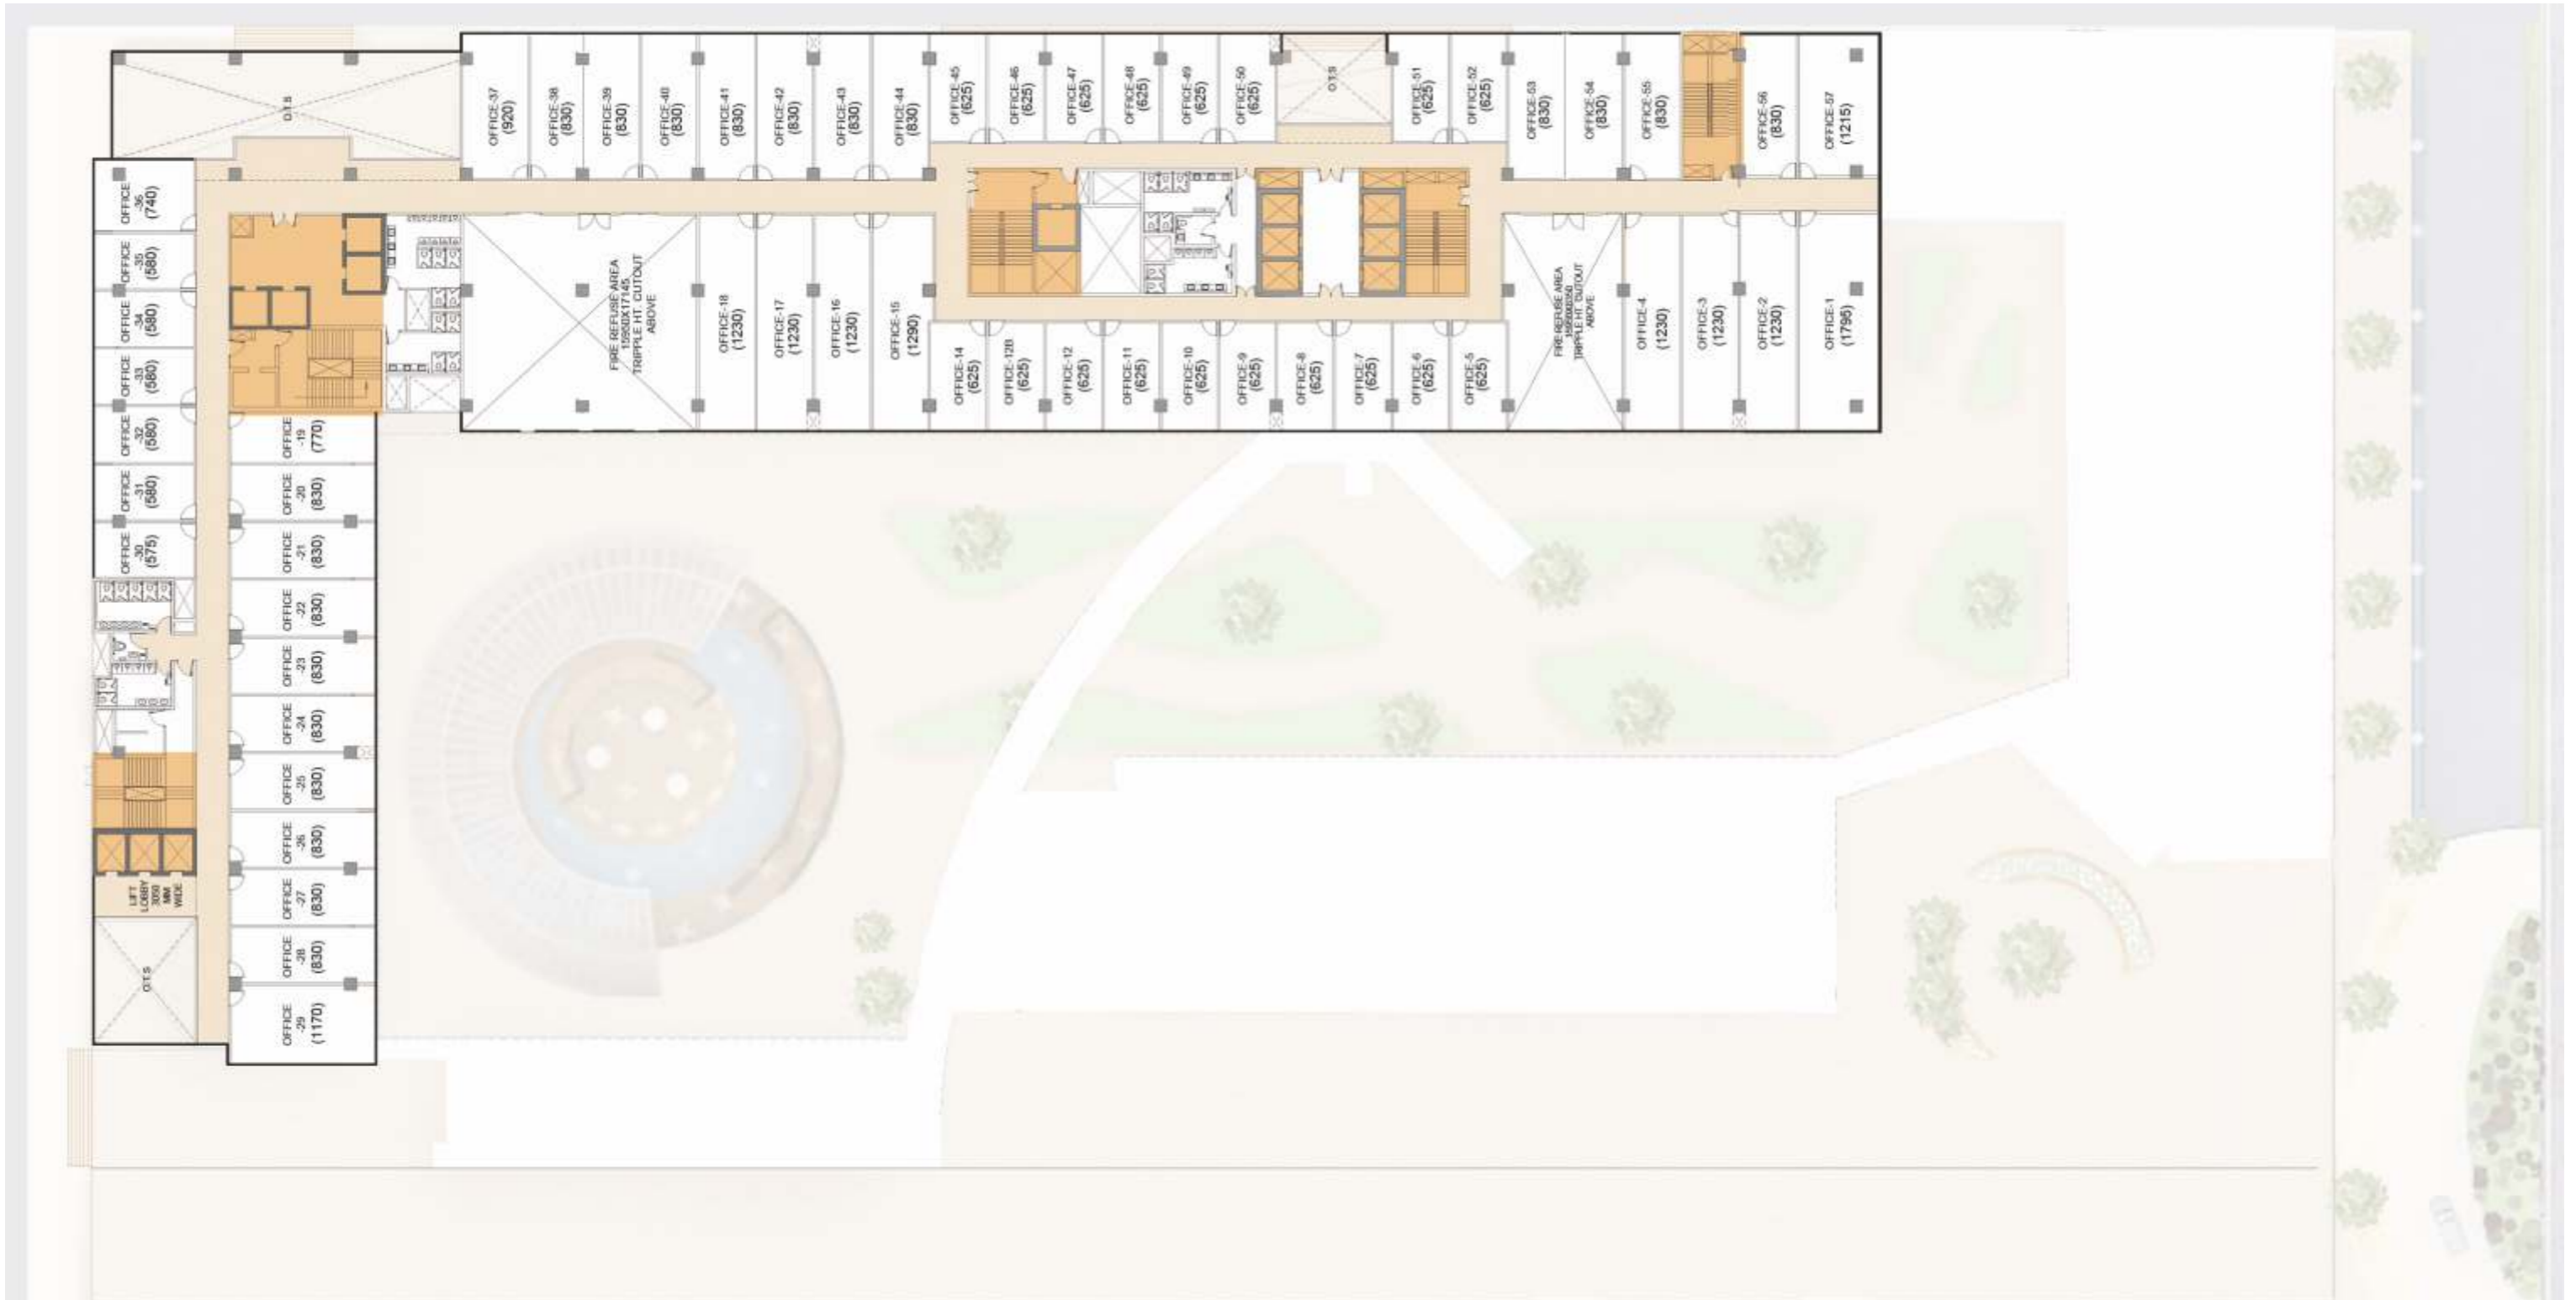 O.T.S
OFFICE-37
(920)
OFFICE-38
(830)
OFFICE-39
(830)
OFFICE-40
(830)
OFFICE-41
(830)
OFFICE-42
(830)
OFFICE-43
(830)
OFFICE-44
(830)
OFFICE-45
(625)
OFFICE-46
(625)
OFFICE-47
(625)
OFFICE-48
(625)
OFFICE-49
(625)
OFFICE-50
(625)
O.T.S
OFFICE-51
(625)
OFFICE-52
(625)
OFFICE-53
(830)
OFFICE-54
(830)
OFFICE-55
(830)
OFFICE-56
(830)
OFFICE-57
(1215)
OFFICE
-36
(740)
OFFICE
-35
(580)
OFFICE
-34
(580)
OFFICE
-33
(580)
OFFICE
-32
(580)
OFFICE
-31
(580)
OFFICE
-30
(575)
FIRE REFUSE AREA
15950X17145
TRIPPLE HT. CUTOUT
ABOVE
OFFICE-18
(1230)
OFFICE-17
(1230)
OFFICE-16
(1230)
OFFICE-15
(1290)
OFFICE-14
(625)
OFFICE-12B
(625)
OFFICE-12
(625)
OFFICE-11
(625)
OFFICE-10
(625)
OFFICE-9
(625)
OFFICE-8
(625)
OFFICE-7
(625)
OFFICE-6
(625)
OFFICE-5
(625)
FIRE REFUSE AREA
TRIPPLE HT. CUTOUT
ABOVE
OFFICE-4
(1230)
OFFICE-3
(1230)
OFFICE-2
(1230)
OFFICE-1
(1795)
OFFICE
-19
(770)
OFFICE
-20
(830)
OFFICE
-21
(830)
OFFICE
-22
(830)
OFFICE
-23
(830)
OFFICE
-24
(830)
OFFICE
-25
(830)
OFFICE
-26
(830)
OFFICE
-27
(830)
OFFICE
-28
(830)
OFFICE
-29
(1170)
LIFT
LOBBY
3050
MM
WIDE
O.T.S